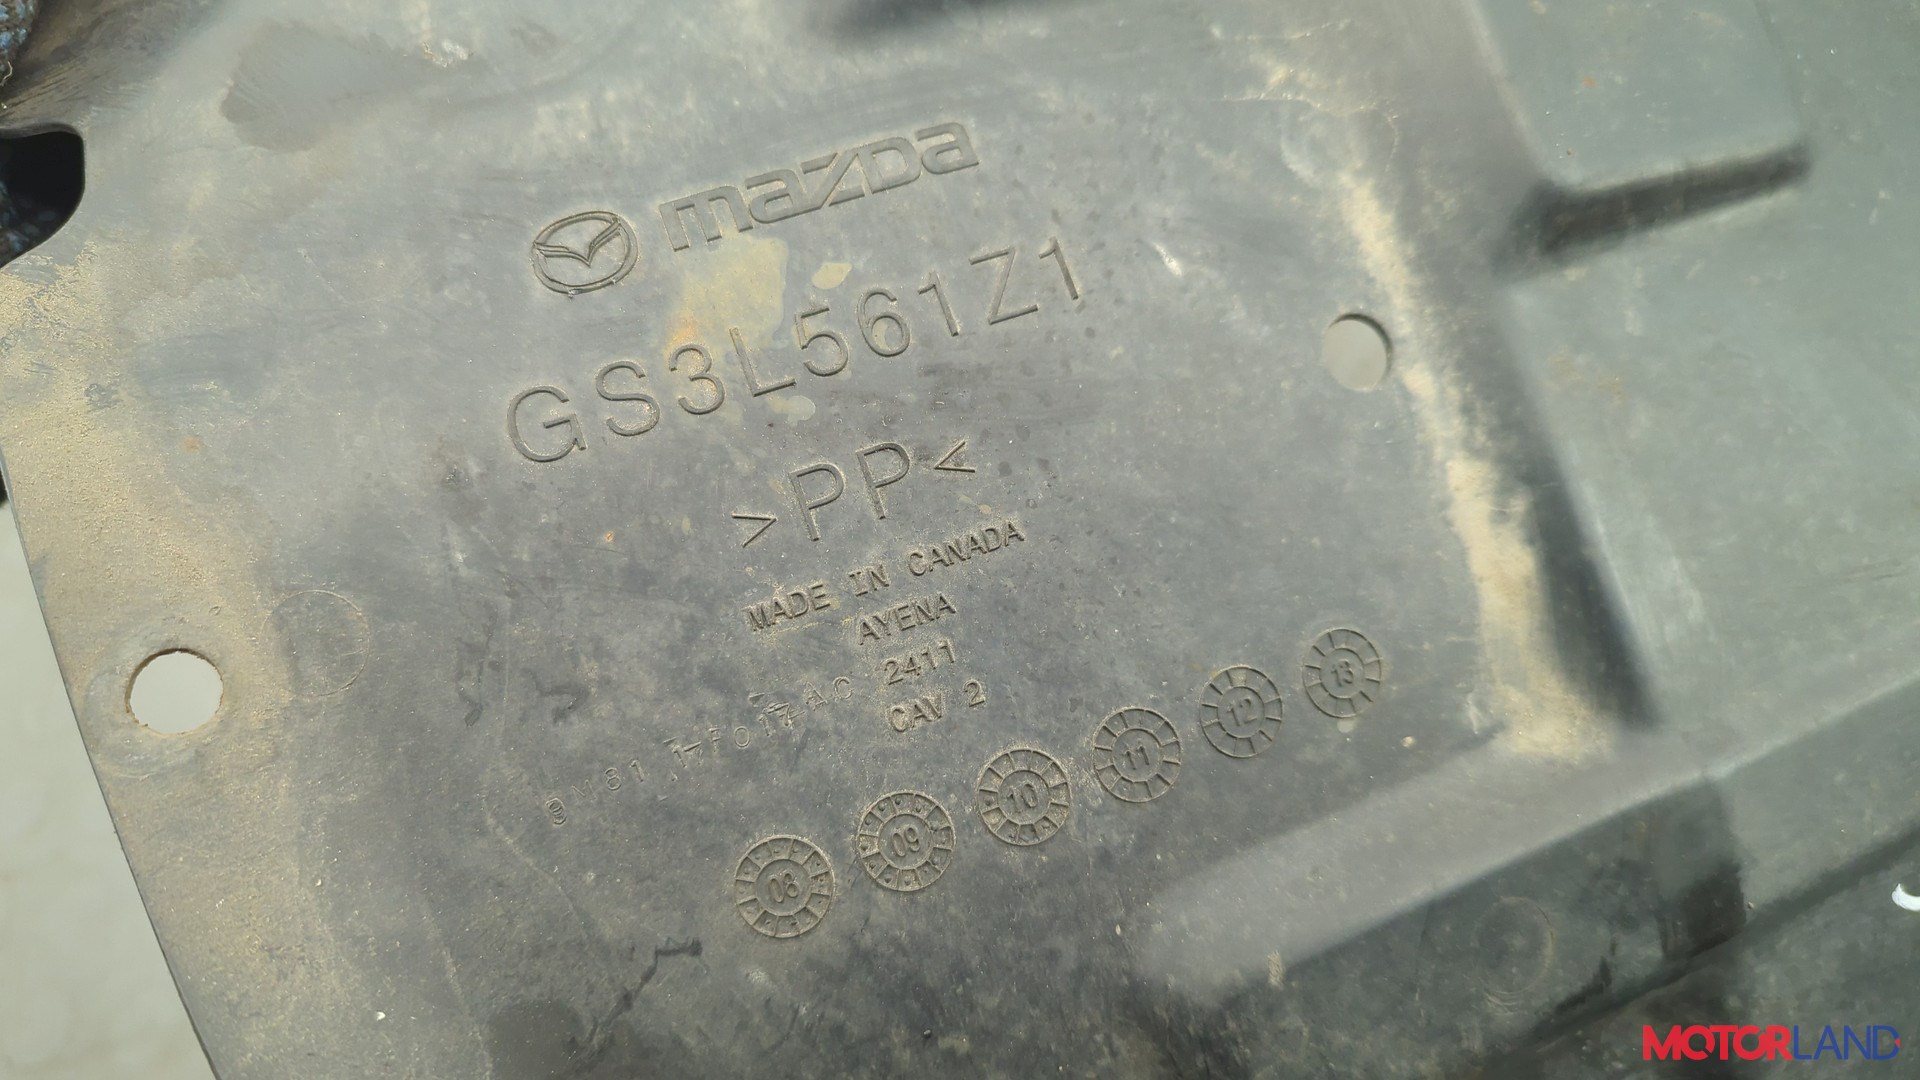 mazda
GS3L561Z1
>PP<
MADE IN CANADA
AYENA
2411
CAV 2
08
09
10
11
12
13
MOTORLAND